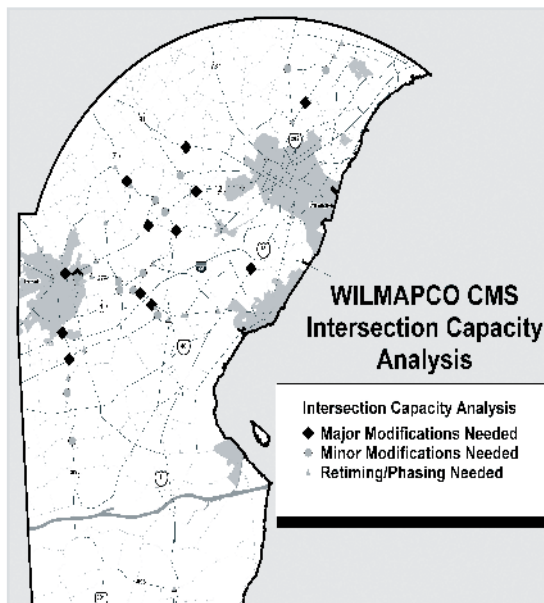 WILMAPCO CMS
Intersection Capacity
Analysis
Intersection Capacity Analysis
Major Modifications Needed
Minor Modifications Needed
Retiming/Phasing Needed